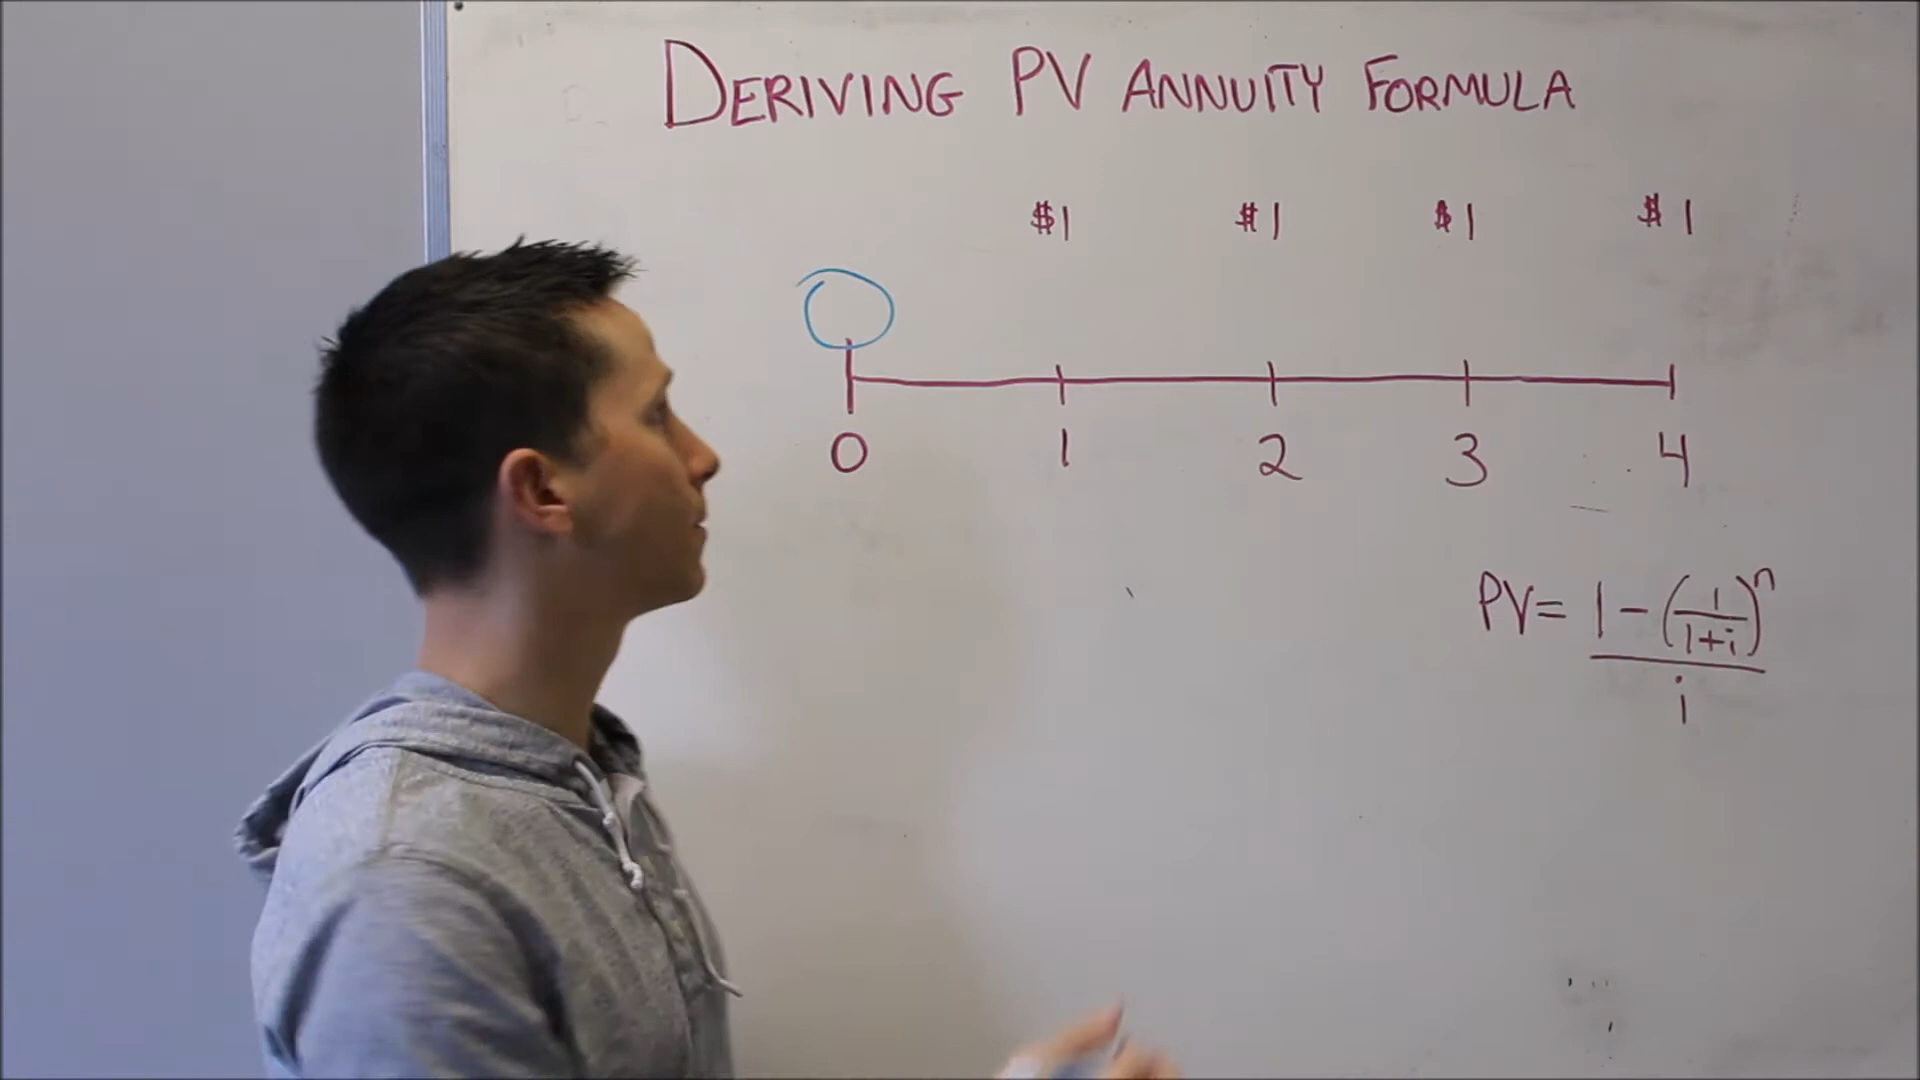 DERIVING PV ANNUITY FORMULA
$1 $1 $1 $1
0 1 2 3 4
PV = 1 - (1/(1+i))^n / i